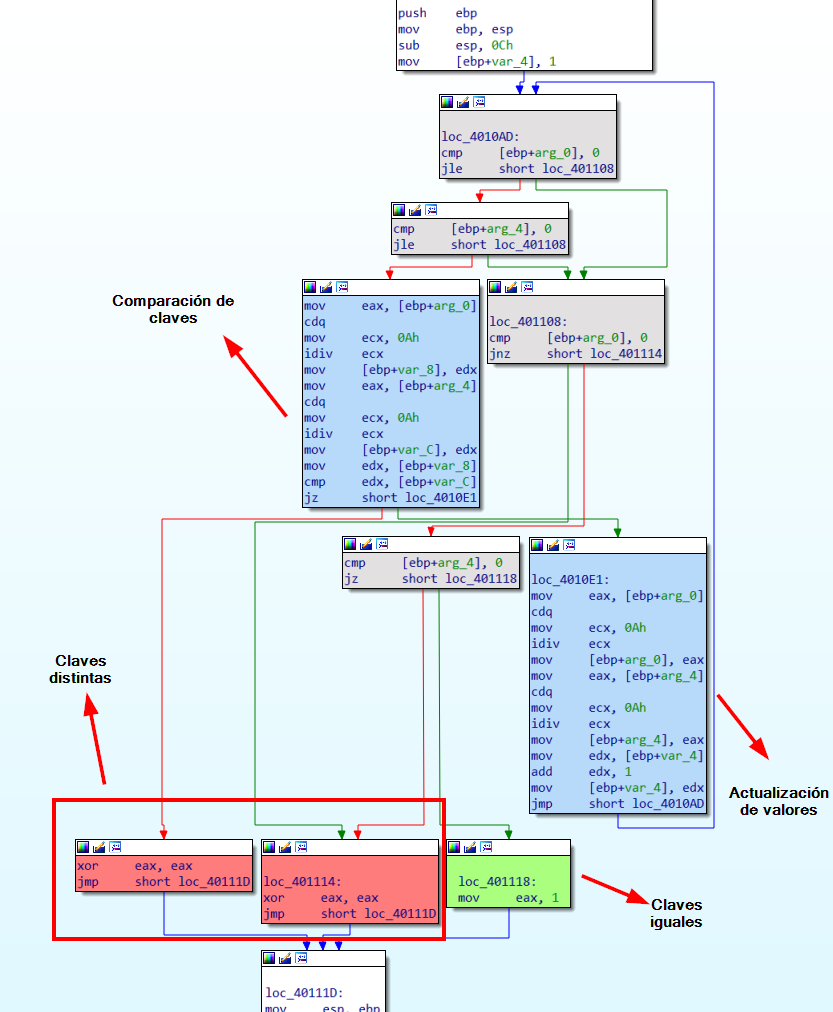 push ebp
mov ebp, esp
sub esp, 0Ch
mov [ebp+var_4], 1
loc_4010AD:
cmp [ebp+arg_0], 0
jle short loc_401108
cmp [ebp+arg_4], 0
jle short loc_401108
Comparación de
claves
mov eax, [ebp+arg_0]
cdq
mov ecx, 0Ah
idiv ecx
mov [ebp+var_8], edx
mov eax, [ebp+arg_4]
cdq
mov ecx, 0Ah
idiv ecx
mov [ebp+var_C], edx
mov edx, [ebp+var_8]
cmp edx, [ebp+var_C]
jz short loc_4010E1
loc_401108:
cmp [ebp+arg_0], 0
jnz short loc_401114
cmp [ebp+arg_4], 0
jz short loc_401118
loc_4010E1:
mov eax, [ebp+arg_0]
cdq
mov ecx, 0Ah
idiv ecx
mov [ebp+arg_0], eax
mov eax, [ebp+arg_4]
cdq
mov ecx, 0Ah
idiv ecx
mov [ebp+arg_4], eax
mov edx, [ebp+var_4]
add edx, 1
mov [ebp+var_4], edx
jmp short loc_4010AD
Claves
distintas
Actualización
de valores
xor eax, eax
jmp short loc_40111D
loc_401114:
xor eax, eax
jmp short loc_40111D
loc_401118:
mov eax, 1
Claves
iguales
loc_40111D:
mov esp, ebp